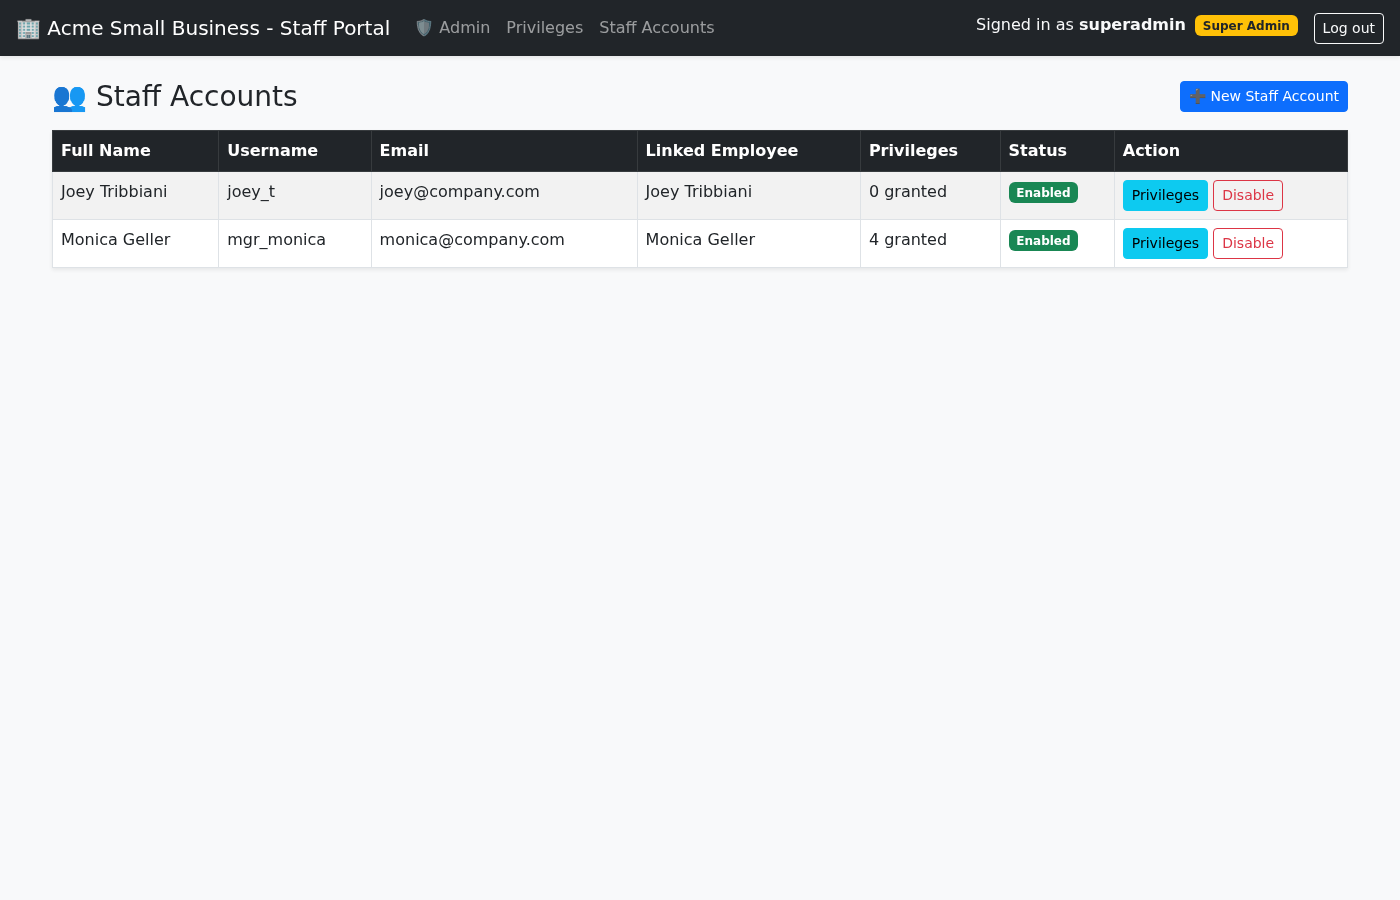 🏢 Acme Small Business - Staff Portal 🛡️ Admin Privileges Staff Accounts Signed in as superadmin Super Admin Log out
👥 Staff Accounts ➕ New Staff Account
Full Name Username Email Linked Employee Privileges Status Action
Joey Tribbiani joey_t joey@company.com Joey Tribbiani 0 granted Enabled Privileges Disable
Monica Geller mgr_monica monica@company.com Monica Geller 4 granted Enabled Privileges Disable